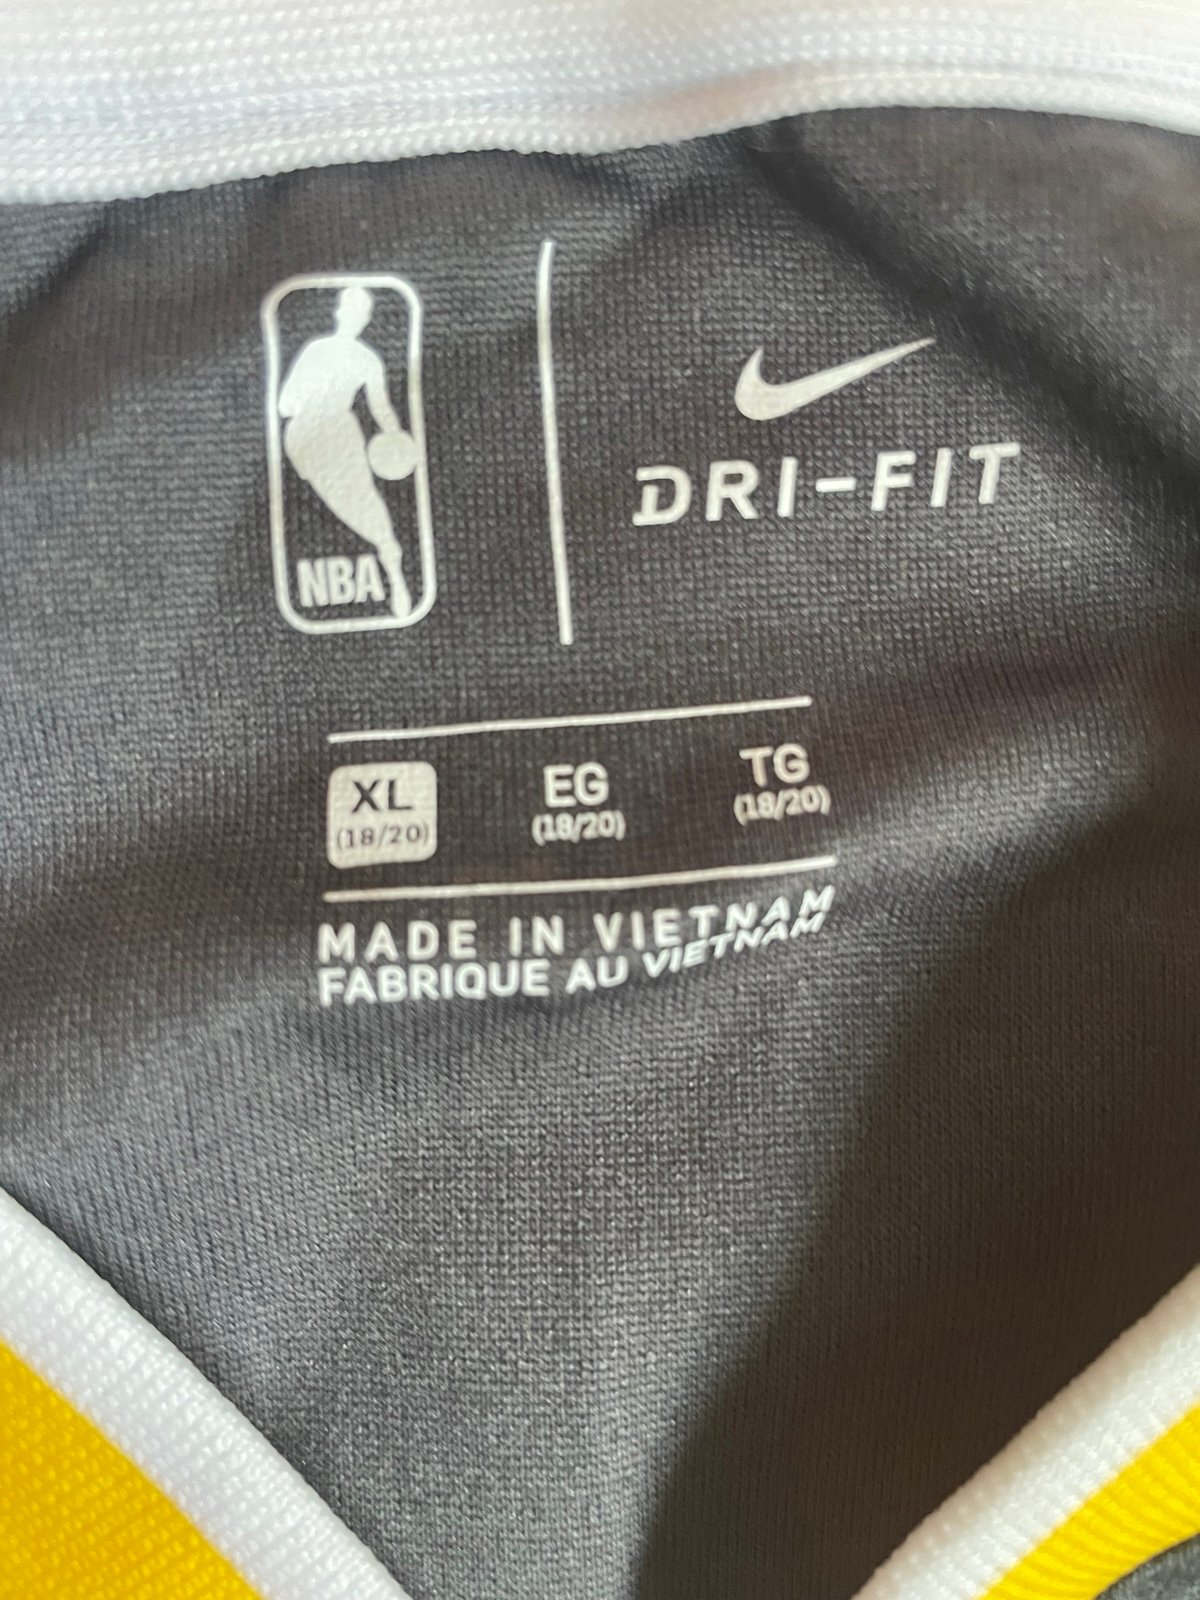 NBA
DRI-FIT
XL EG TG
(18/20) (18/20) (18/20)
MADE IN VIETNAM
FABRIQUE AU VIETNAM